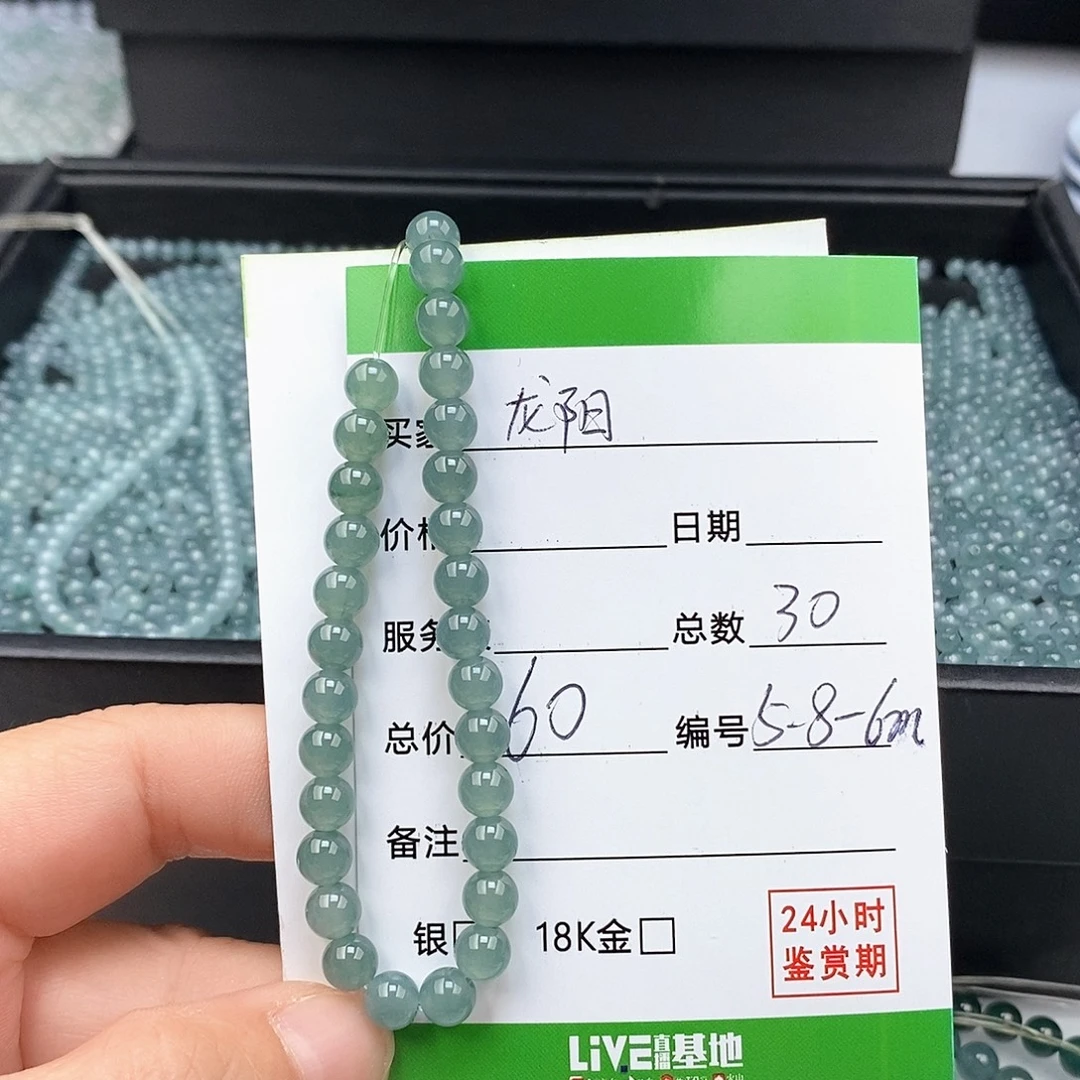 买家 龙阳
价格 日期
服务 总数 30
总价 60 编号 5-8-6m
备注
银 18K金
24小时
鉴赏期
LiVE直播基地